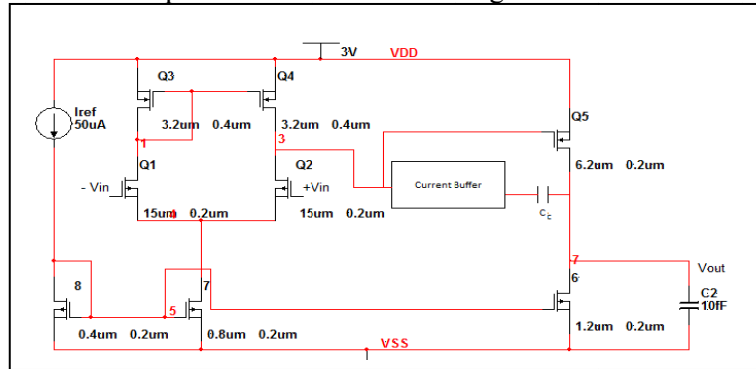 3V VDD
Q3 Q4
Q5
Iref
50uA
3.2um 0.4um 3.2um 0.4um
1 3
6.2um 0.2um
Q1 Q2
Current Buffer
- Vin +Vin
Cc
15um 0.2um 15um 0.2um
7
Vout
8 7 6
C2
10fF
5
0.4um 0.2um 0.8um 0.2um 1.2um 0.2um
VSS